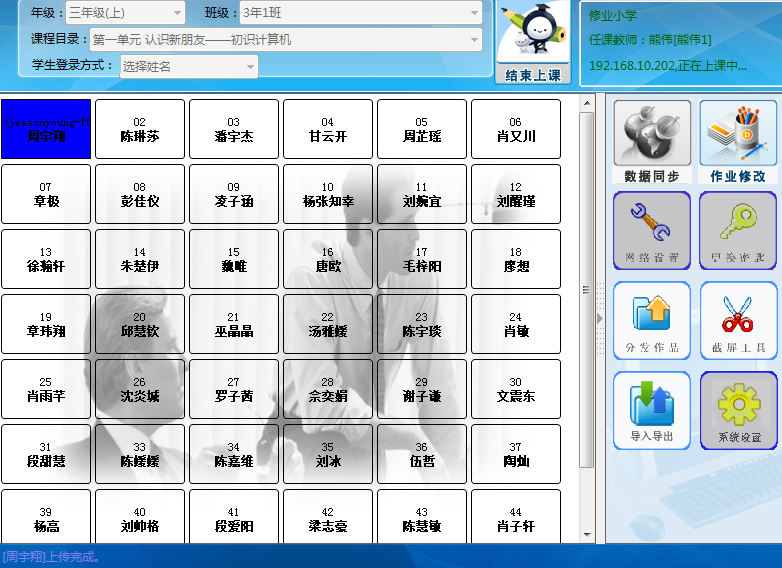 年级： 三年级(上) 班级： 3年1班
课程目录： 第一单元 认识新朋友——初识计算机
学生登录方式： 选择姓名
结束上课
修业小学
任课教师：熊伟[熊伟1]
192.168.10.202,正在上课中...
周宇翔
02 03 04 05 06
陈琳莎 潘宇杰 甘云开 周芷瑶 肖又川
07 08 09 10 11 12
章极 彭佳仪 凌子涵 杨张知幸 刘婉宜 刘醒瑾
13 14 15 16 17 18
徐瀚轩 朱楚伊 魏唯 唐欧 毛梓阳 廖想
19 20 21 22 23 24
章玮翔 邱慧钦 巫晶晶 汤雅媛 陈宇琰 肖敏
25 26 27 28 29 30
肖雨芊 沈炎城 罗子茜 佘奕娟 谢子谦 文震东
31 33 34 35 36 37
段甜慧 陈媛媛 陈嘉维 刘冰 伍哲 陶灿
39 40 41 42 43 44
杨高 刘帅格 段爱阳 梁志豪 陈慧敏 肖子轩
数据同步 作业修改
网络设置 更换密匙
分发作品 截屏工具
导入导出 系统设置
[周宇翔]上传完成。